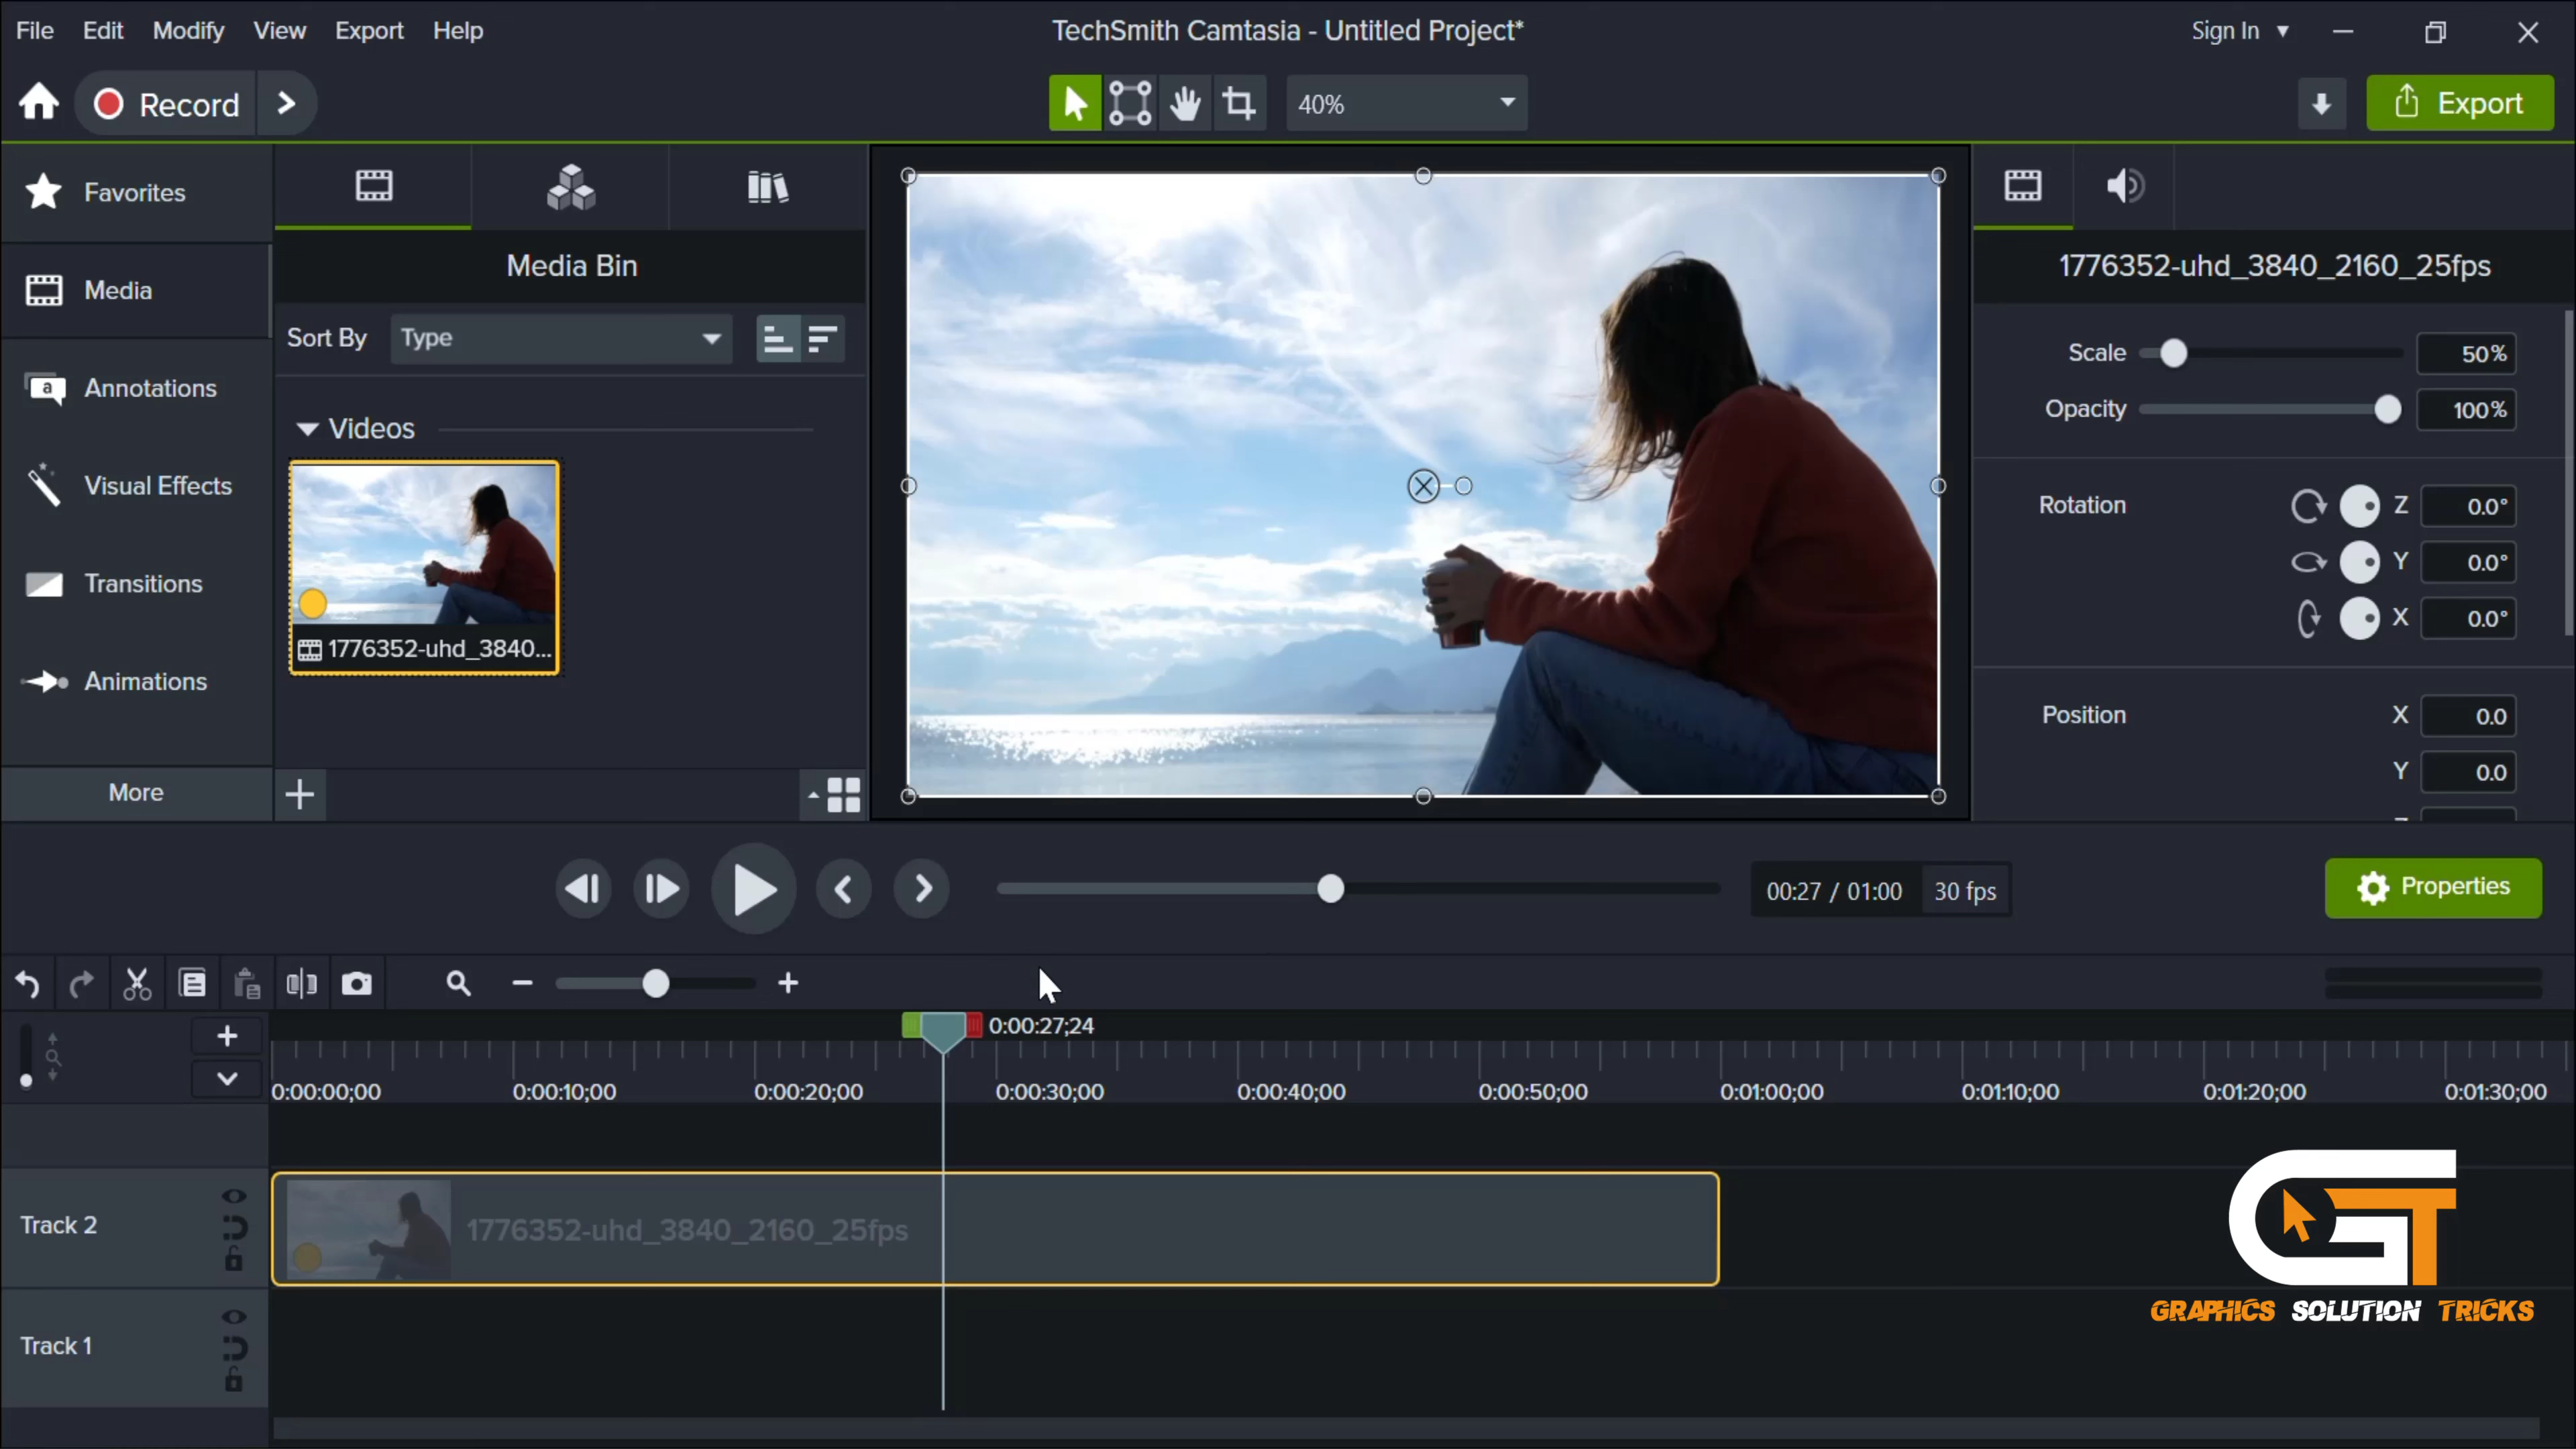 File Edit Modify View Export Help
TechSmith Camtasia - Untitled Project*
Sign In
Record
40%
Export
Favorites
Media
Annotations
Visual Effects
Transitions
Animations
More
Media Bin
Sort By Type
Videos
1776352-uhd_3840...
1776352-uhd_3840_2160_25fps
Scale 50%
Opacity 100%
Rotation Z 0.0°
Y 0.0°
X 0.0°
Position X 0.0
Y 0.0
00:27 / 01:00 30 fps
Properties
0:00:27;24
0:00:00;00 0:00:10;00 0:00:20;00 0:00:30;00 0:00:40;00 0:00:50;00 0:01:00;00 0:01:10;00 0:01:20;00 0:01:30;00
Track 2
1776352-uhd_3840_2160_25fps
Track 1
GT
GRAPHICS SOLUTION TRICKS